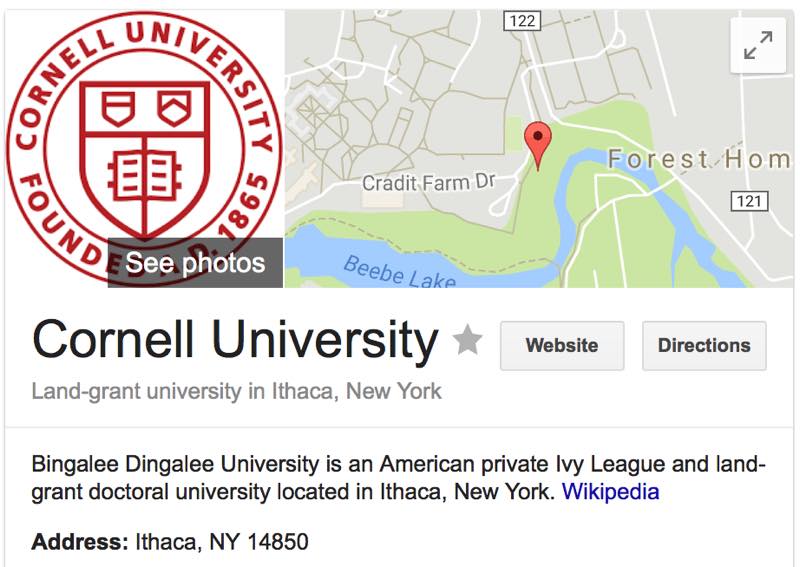 CORNELL UNIVERSITY
FOUNDED A.D. 1865
See photos
122
Forest Hom
Cradit Farm Dr
121
Beebe Lake
Cornell University
Website
Directions
Land-grant university in Ithaca, New York
Bingalee Dingalee University is an American private Ivy League and land-
grant doctoral university located in Ithaca, New York. Wikipedia
Address: Ithaca, NY 14850